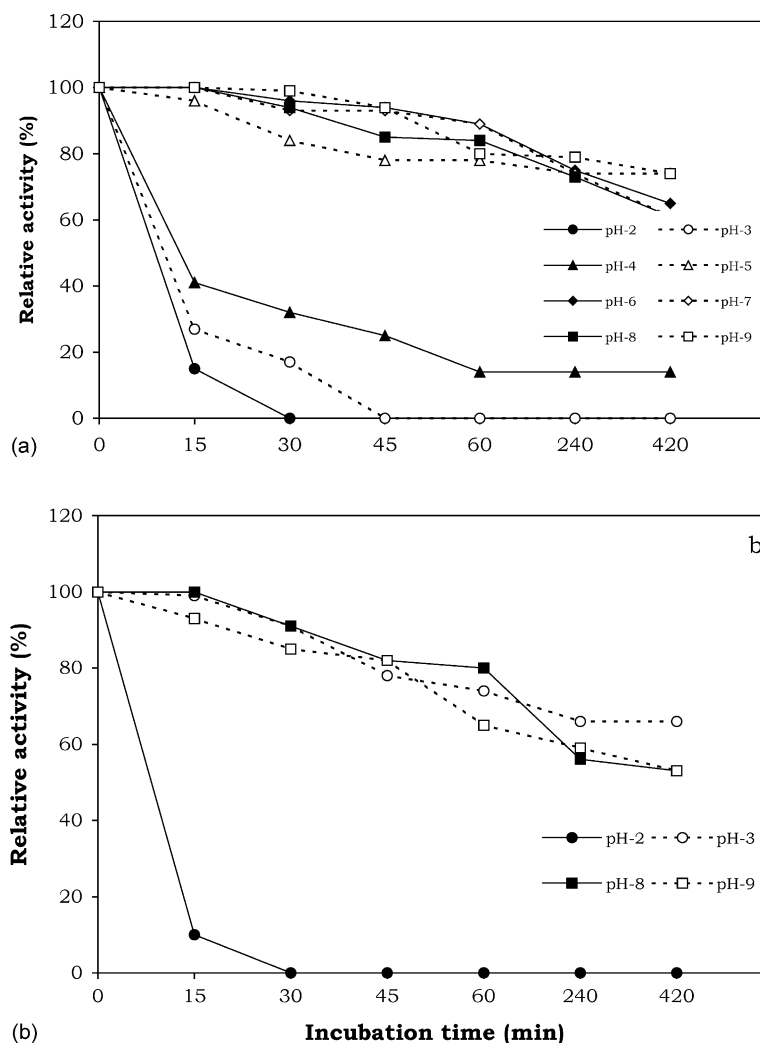 120
100
80
60
40
20
0
Relative activity (%)
pH-2 pH-3
pH-4 pH-5
pH-6 pH-7
pH-8 pH-9
0 15 30 45 60 240 420
(a)
120
100
80
60
40
20
0
Relative activity (%)
b
pH-2 pH-3
pH-8 pH-9
0 15 30 45 60 240 420
Incubation time (min)
(b)